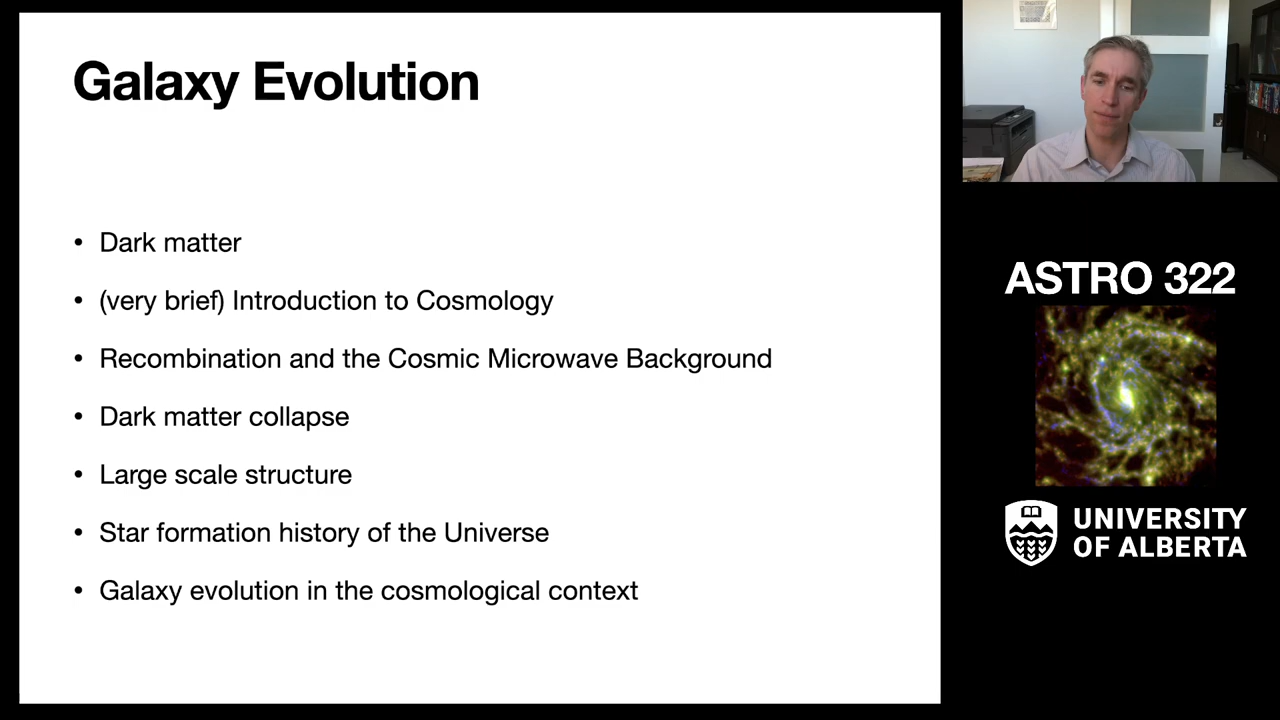 Galaxy Evolution
• Dark matter
• (very brief) Introduction to Cosmology
• Recombination and the Cosmic Microwave Background
• Dark matter collapse
• Large scale structure
• Star formation history of the Universe
• Galaxy evolution in the cosmological context
ASTRO 322
UNIVERSITY
OF ALBERTA